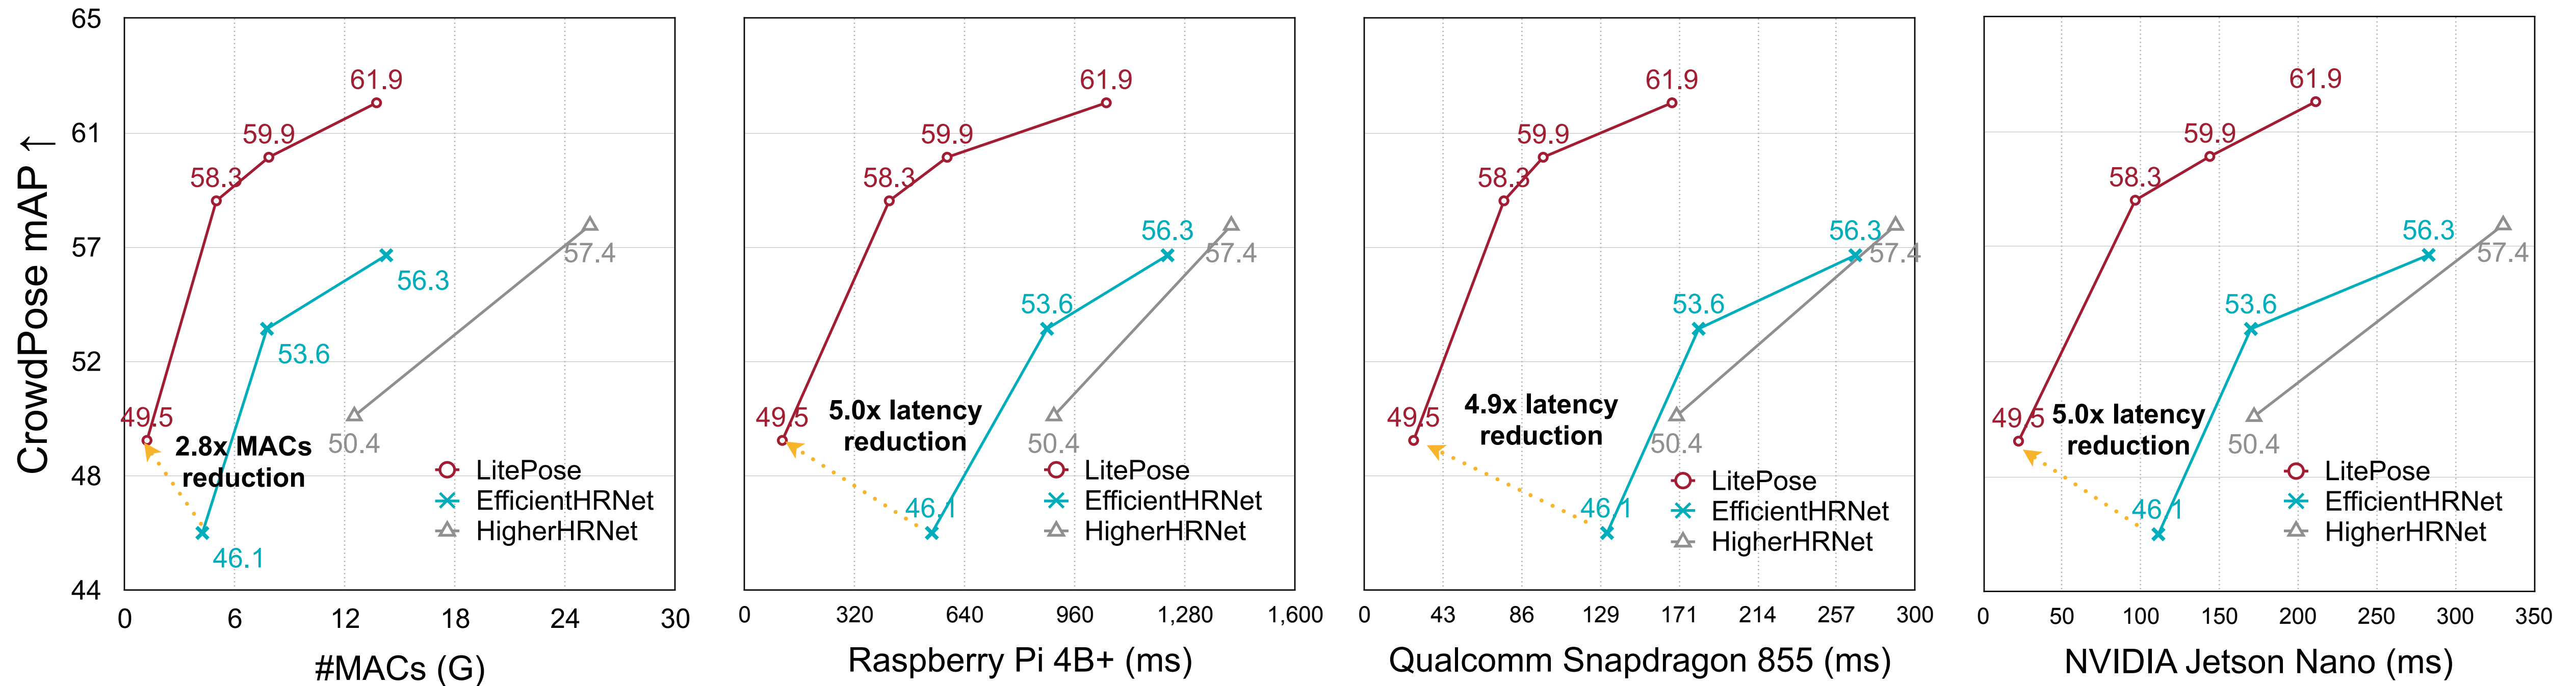 CrowdPose mAP ↑
65
61
57
52
48
44
61.9
59.9
58.3
49.5
56.3
53.6
46.1
57.4
50.4
2.8x MACs
reduction
LitePose
EfficientHRNet
HigherHRNet
0 6 12 18 24 30
#MACs (G)
61.9
59.9
58.3
49.5
56.3
53.6
46.1
57.4
50.4
5.0x latency
reduction
LitePose
EfficientHRNet
HigherHRNet
0 320 640 960 1,280 1,600
Raspberry Pi 4B+ (ms)
61.9
59.9
58.3
49.5
56.3
53.6
46.1
57.4
50.4
4.9x latency
reduction
LitePose
EfficientHRNet
HigherHRNet
0 43 86 129 171 214 257 300
Qualcomm Snapdragon 855 (ms)
61.9
59.9
58.3
49.5
56.3
53.6
46.1
57.4
50.4
5.0x latency
reduction
LitePose
EfficientHRNet
HigherHRNet
0 50 100 150 200 250 300 350
NVIDIA Jetson Nano (ms)